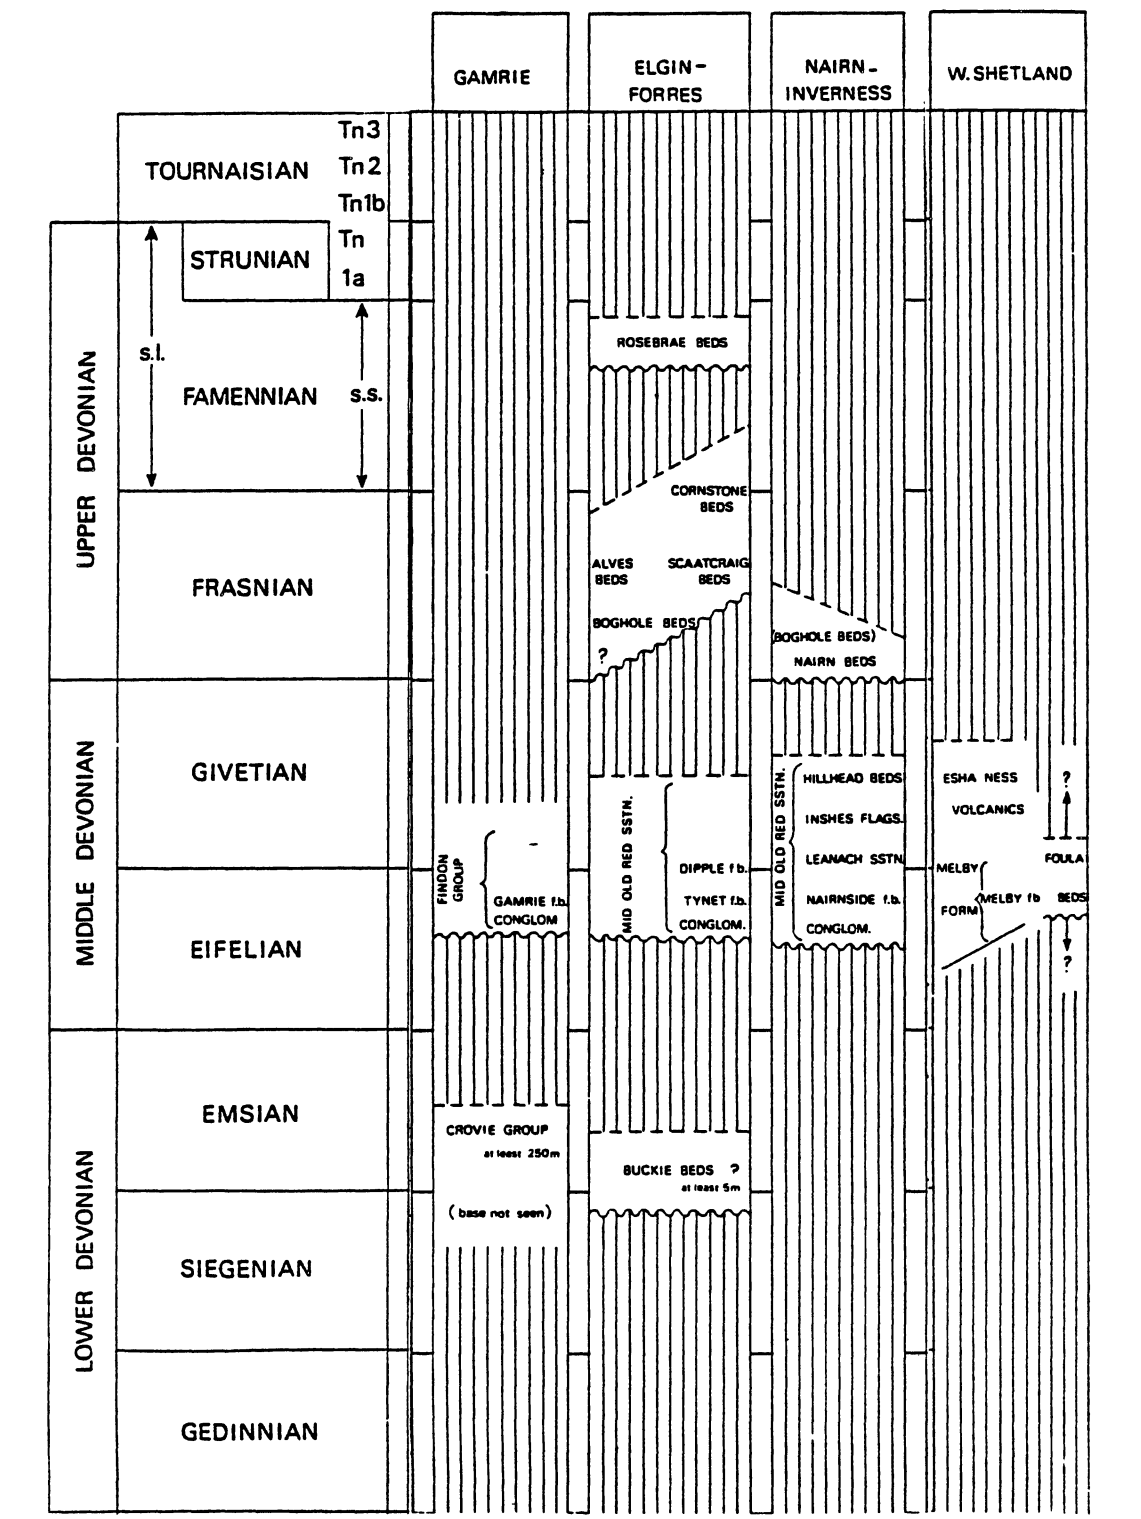 GAMRIE
ELGIN-
FORRES
NAIRN-
INVERNESS
W. SHETLAND
TOURNAISIAN
Tn3
Tn2
Tn1b
STRUNIAN
Tn
1a
s.l.
FAMENNIAN
s.s.
UPPER DEVONIAN
FRASNIAN
MIDDLE DEVONIAN
GIVETIAN
EIFELIAN
LOWER DEVONIAN
EMSIAN
SIEGENIAN
GEDINNIAN
FINDON
GROUP
GAMRIE f.b.
CONGLOM
CROVIE GROUP
at least 250m
(base not seen)
ROSEBRAE BEDS
CORNSTONE
BEDS
ALVES
BEDS
SCAATCRAIG
BEDS
BOGHOLE BEDS
?
MID OLD RED SSTN.
DIPPLE f.b.
TYNET f.b.
CONGLOM.
BUCKIE BEDS ?
at least 5m
(BOGHOLE BEDS)
NAIRN BEDS
MID OLD RED SSTN.
HILLHEAD BEDS
INSHES FLAGS.
LEANACH SSTN.
NAIRNSIDE f.b.
CONGLOM.
ESHA NESS
VOLCANICS
?
MELBY
FORM
MELBY fb
FOULA
BEDS
?